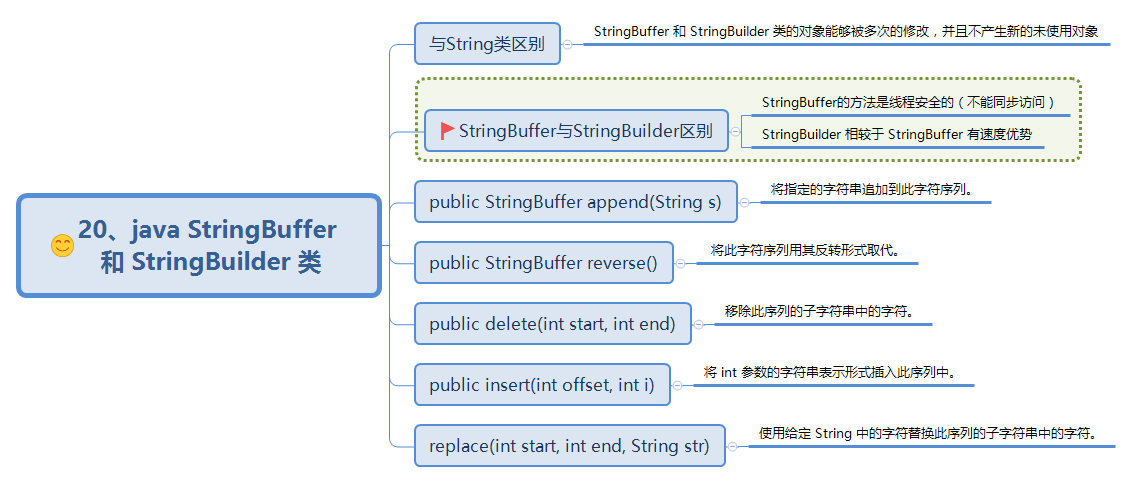 20、java StringBuffer
和 StringBuilder 类
与String类区别
StringBuffer 和 StringBuilder 类的对象能够被多次的修改，并且不产生新的未使用对象
StringBuffer与StringBuilder区别
StringBuffer的方法是线程安全的（不能同步访问）
StringBuilder 相较于 StringBuffer 有速度优势
public StringBuffer append(String s)
将指定的字符串追加到此字符序列。
public StringBuffer reverse()
将此字符序列用其反转形式取代。
public delete(int start, int end)
移除此序列的子字符串中的字符。
public insert(int offset, int i)
将 int 参数的字符串表示形式插入此序列中。
replace(int start, int end, String str)
使用给定 String 中的字符替换此序列的子字符串中的字符。